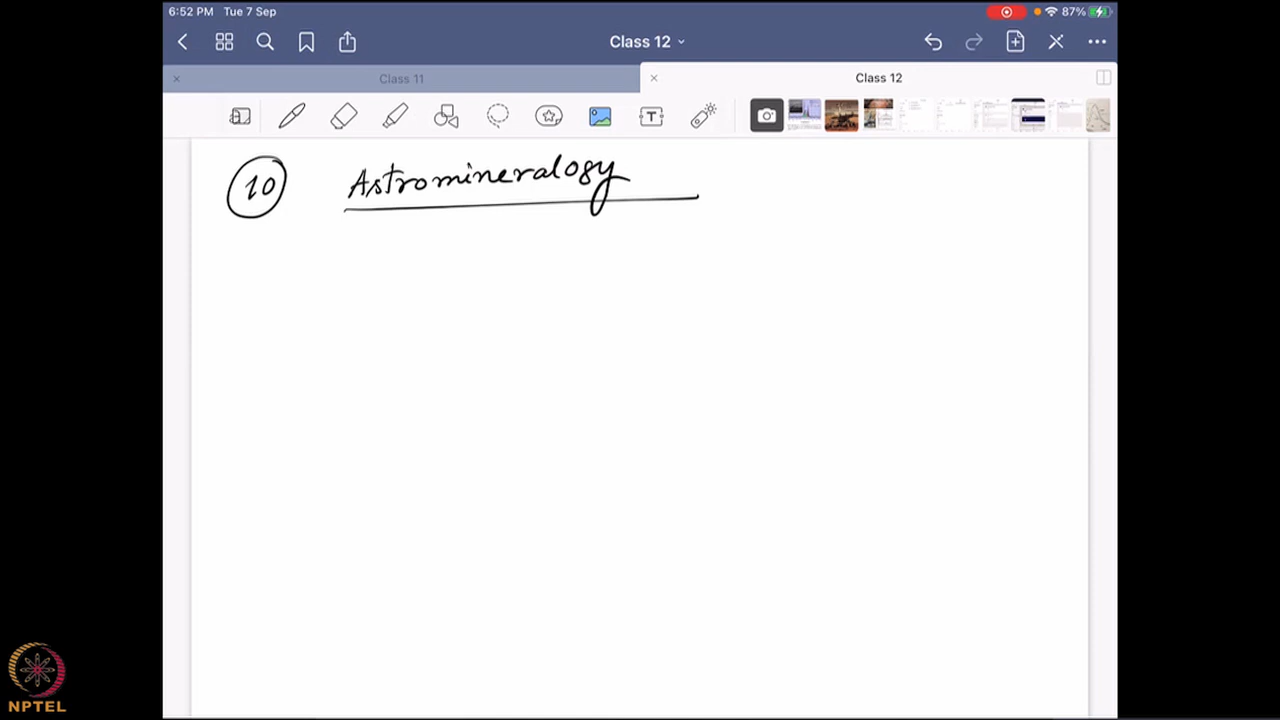 6:52 PM Tue 7 Sep 87%
Class 12
Class 11 Class 12
T
10 Astromineralogy
NPTEL